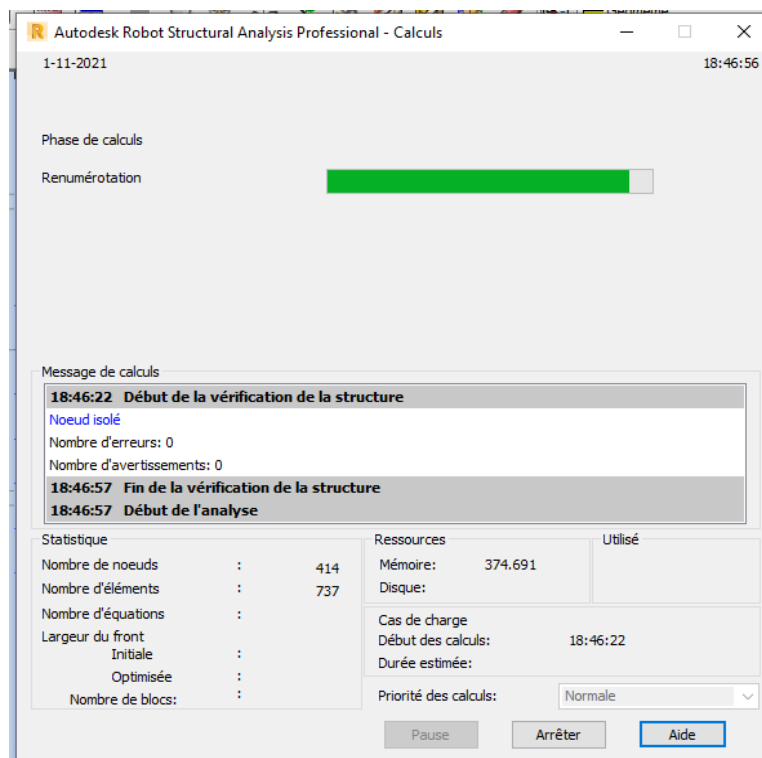 Autodesk Robot Structural Analysis Professional - Calculs
1-11-2021 18:46:56
Phase de calculs
Renumérotation
Message de calculs
18:46:22 Début de la vérification de la structure
Noeud isolé
Nombre d'erreurs: 0
Nombre d'avertissements: 0
18:46:57 Fin de la vérification de la structure
18:46:57 Début de l'analyse
Statistique
Nombre de noeuds : 414
Nombre d'éléments : 737
Nombre d'équations :
Largeur du front
Initiale :
Optimisée :
Nombre de blocs: :
Ressources
Mémoire: 374.691
Disque:
Utilisé
Cas de charge
Début des calculs: 18:46:22
Durée estimée:
Priorité des calculs: Normale
Pause Arrêter Aide